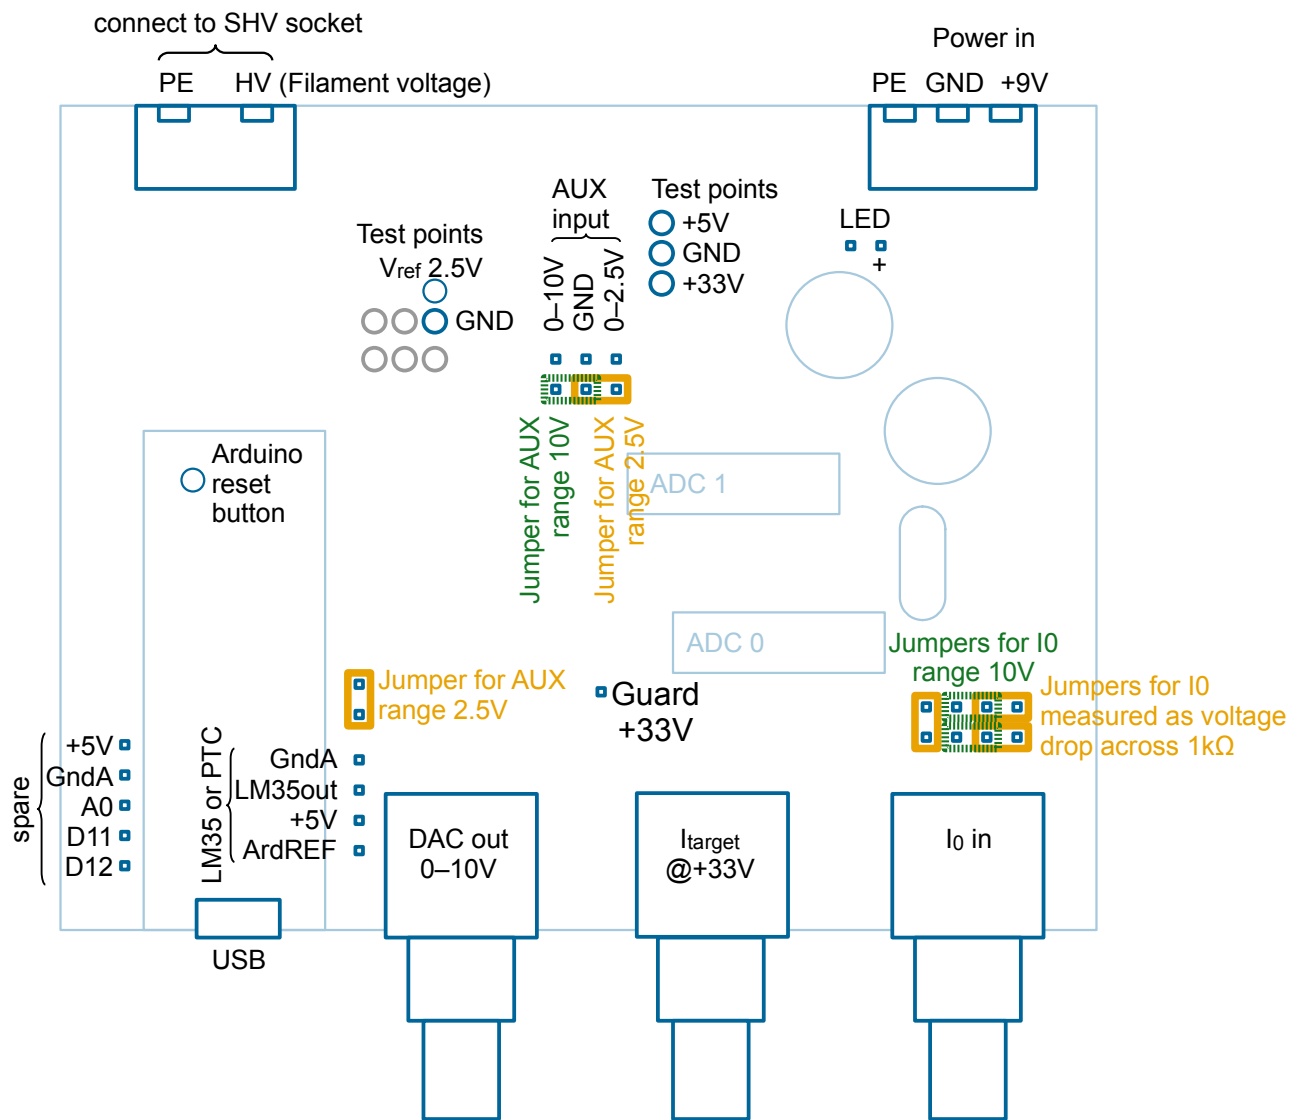 connect to SHV socket
PE HV (Filament voltage)
Power in
PE GND +9V
AUX
input
0–10V
GND
0–2.5V
Test points
+5V
GND
+33V
LED
+
Test points
Vref 2.5V
GND
Jumper for AUX
range 10V
Jumper for AUX
range 2.5V
Arduino
reset
button
ADC 1
ADC 0
Jumpers for I0
range 10V
Jumpers for I0
measured as voltage
drop across 1kΩ
Jumper for AUX
range 2.5V
Guard
+33V
spare
+5V
GndA
A0
D11
D12
LM35 or PTC
GndA
LM35out
+5V
ArdREF
DAC out
0–10V
Itarget
@+33V
I0 in
USB